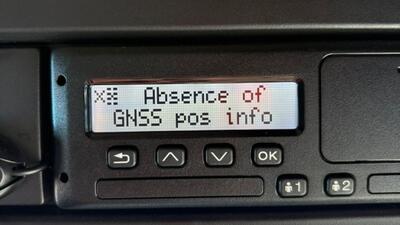 Absence of
GNSS pos info
OK
1
2